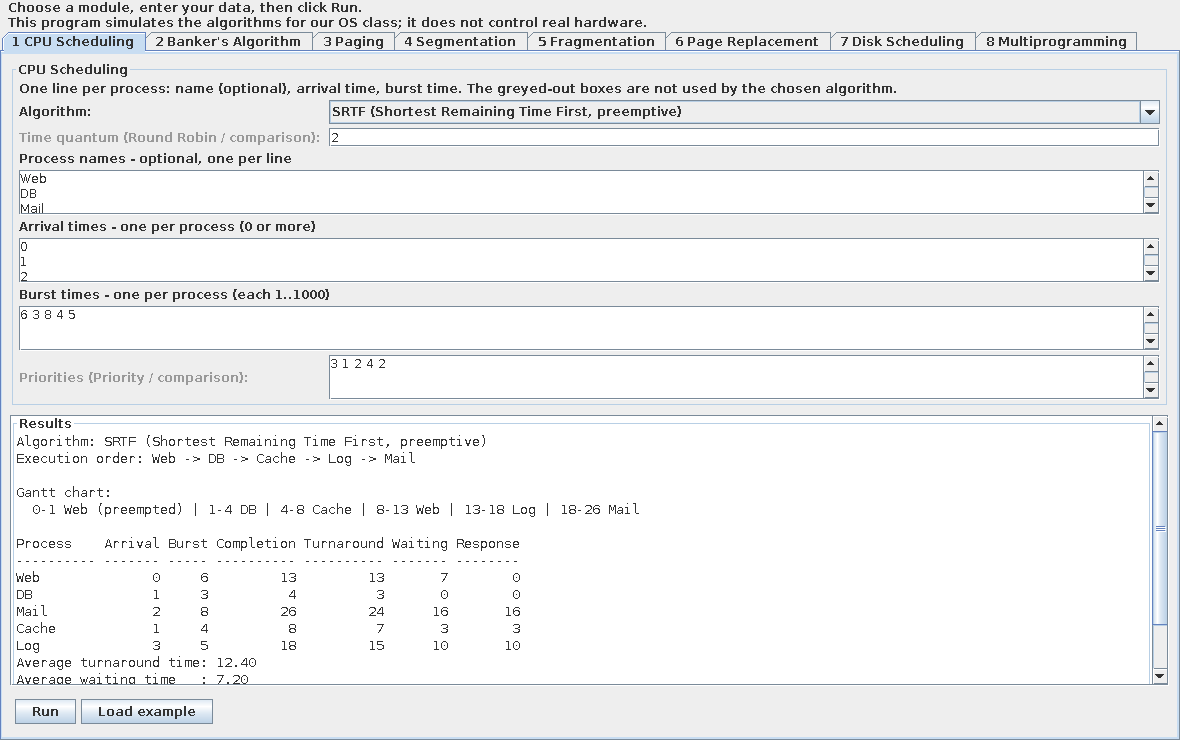 Choose a module, enter your data, then click Run.
This program simulates the algorithms for our OS class; it does not control real hardware.
1 CPU Scheduling 2 Banker's Algorithm 3 Paging 4 Segmentation 5 Fragmentation 6 Page Replacement 7 Disk Scheduling 8 Multiprogramming
CPU Scheduling
One line per process: name (optional), arrival time, burst time. The greyed-out boxes are not used by the chosen algorithm.
Algorithm: SRTF (Shortest Remaining Time First, preemptive)
Time quantum (Round Robin / comparison): 2
Process names - optional, one per line
Web
DB
Mail
Arrival times - one per process (0 or more)
0
1
2
Burst times - one per process (each 1..1000)
6 3 8 4 5
Priorities (Priority / comparison): 3 1 2 4 2
Results
Algorithm: SRTF (Shortest Remaining Time First, preemptive)
Execution order: Web -> DB -> Cache -> Log -> Mail
Gantt chart:
0-1 Web (preempted) | 1-4 DB | 4-8 Cache | 8-13 Web | 13-18 Log | 18-26 Mail
Process Arrival Burst Completion Turnaround Waiting Response
---------- ------- ----- ---------- ---------- ------- --------
Web 0 6 13 13 7 0
DB 1 3 4 3 0 0
Mail 2 8 26 24 16 16
Cache 1 4 8 7 3 3
Log 3 5 18 15 10 10
Average turnaround time: 12.40
Average waiting time : 7.20
Run Load example